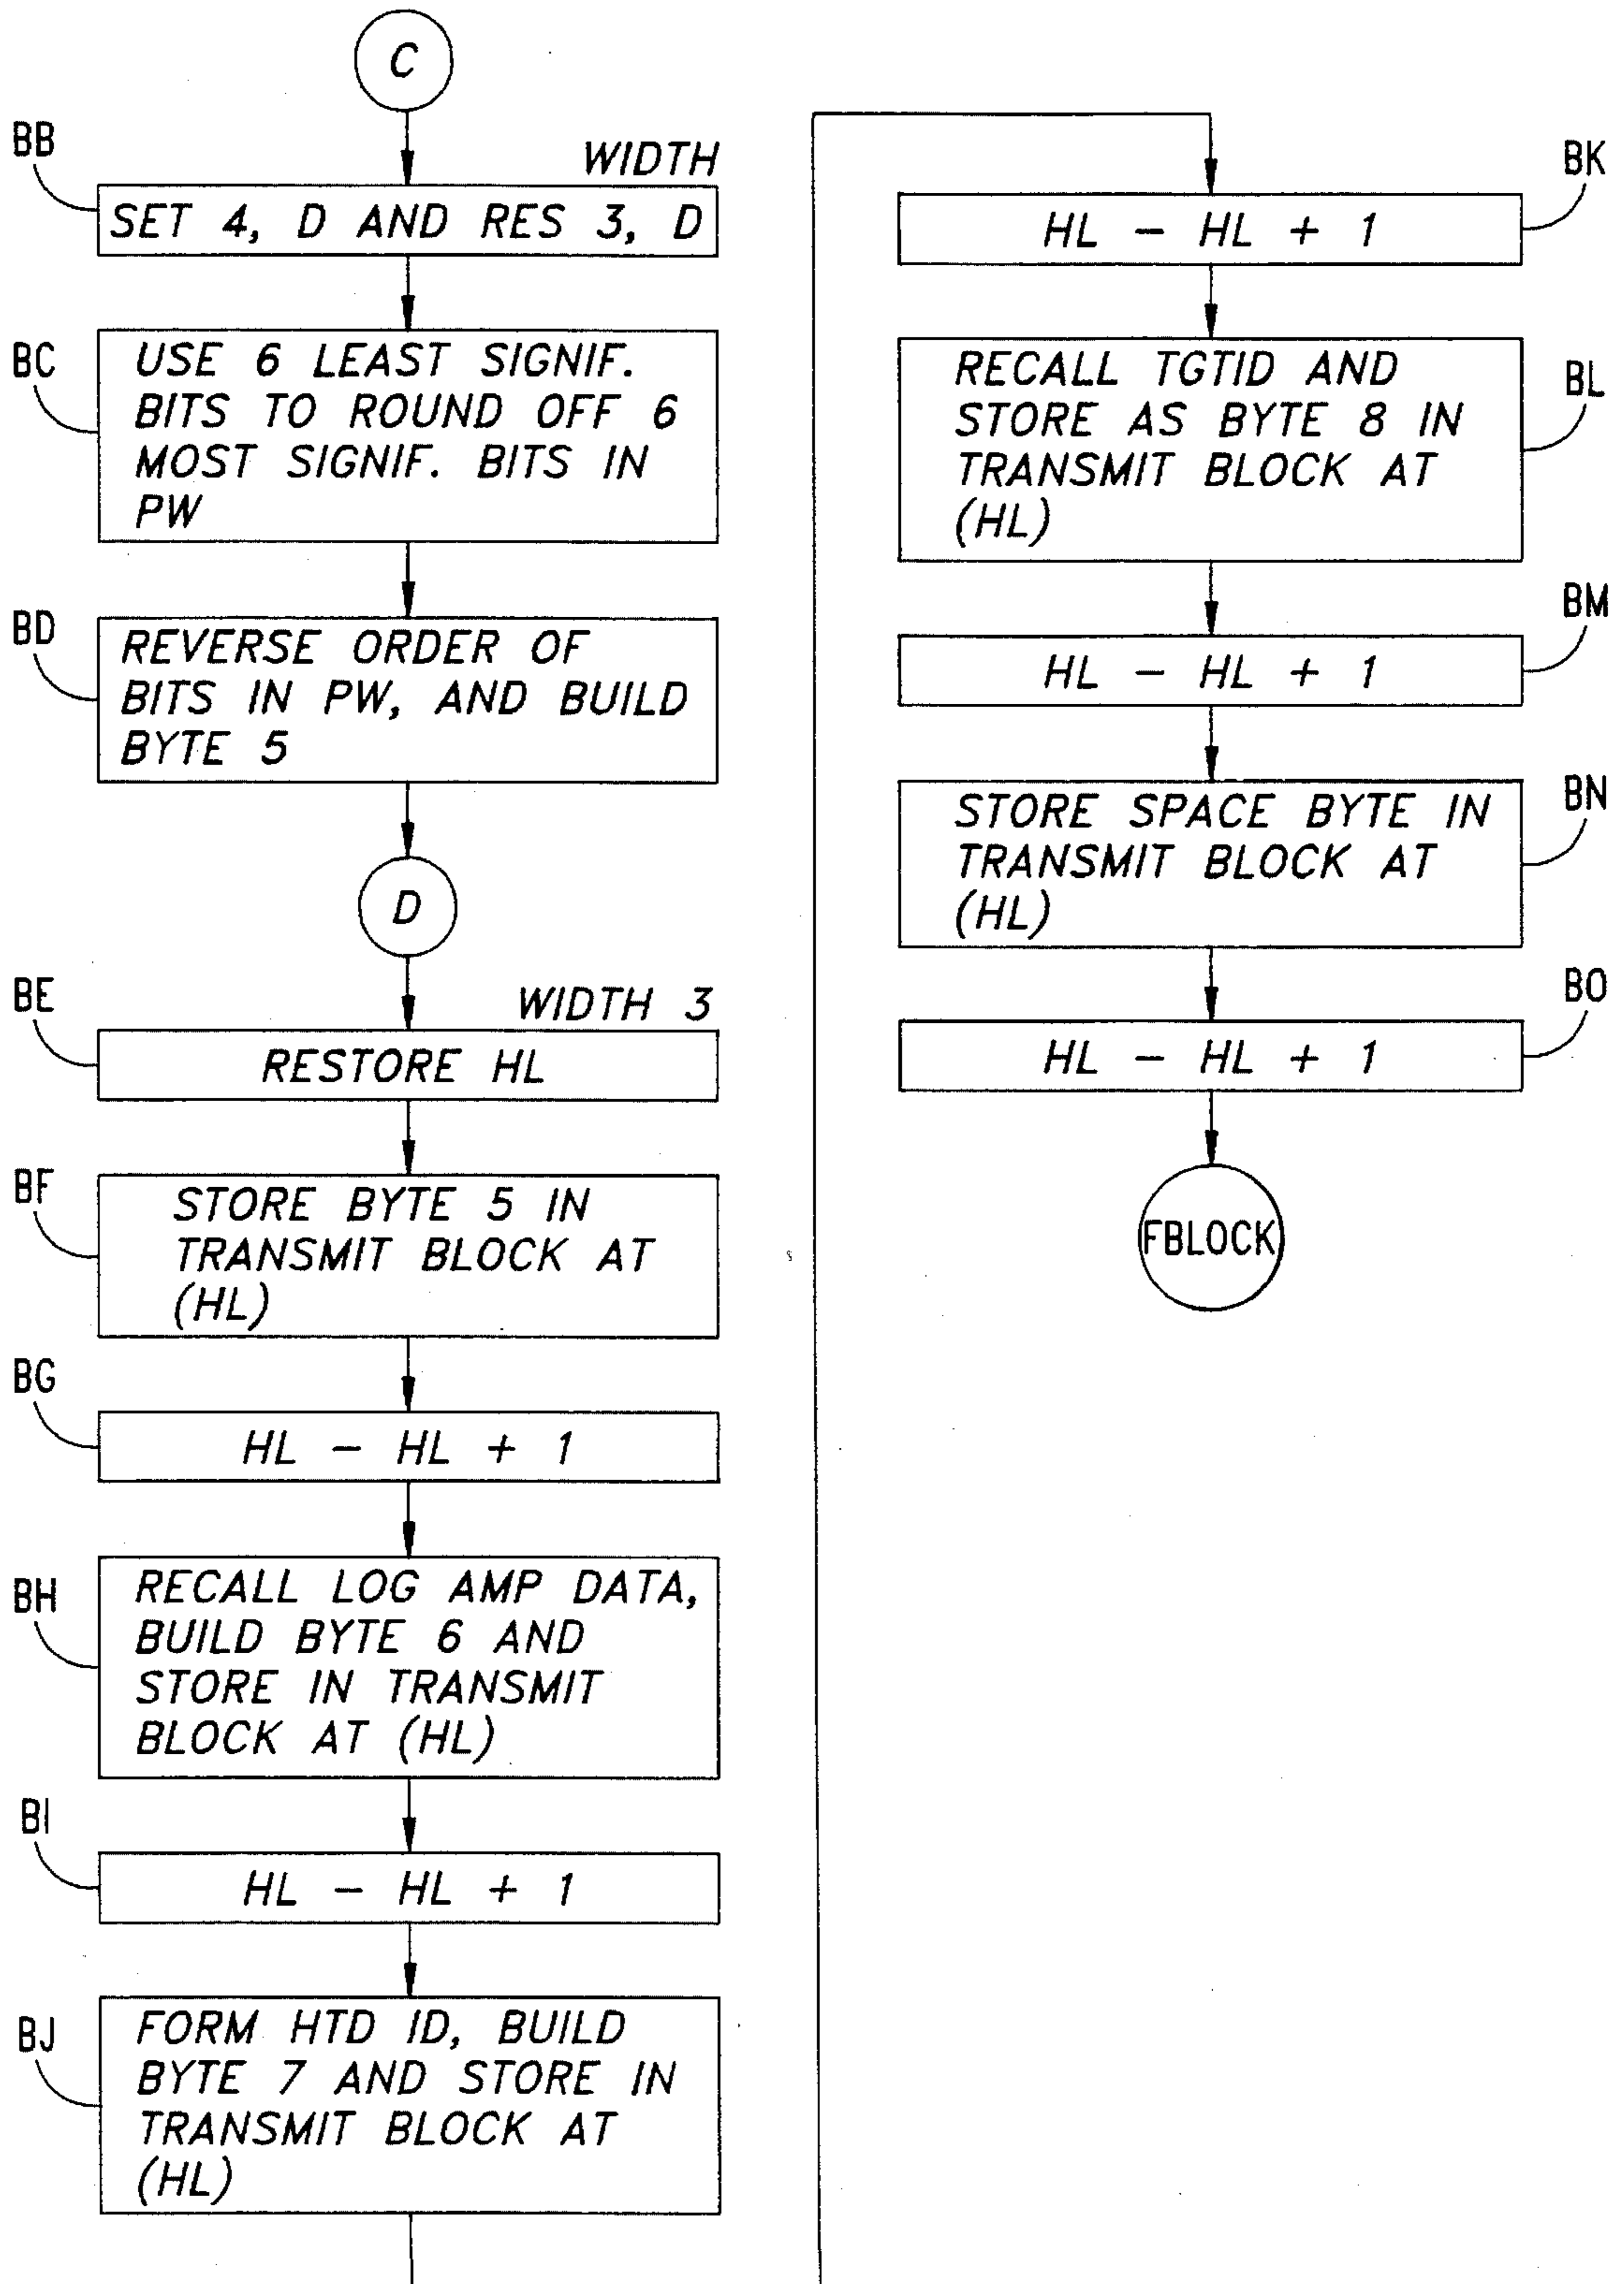 C
BB
WIDTH
SET 4, D AND RES 3, D
BC
USE 6 LEAST SIGNIF.
BITS TO ROUND OFF 6
MOST SIGNIF. BITS IN
PW
BD
REVERSE ORDER OF
BITS IN PW, AND BUILD
BYTE 5
D
BE
WIDTH 3
RESTORE HL
BF
STORE BYTE 5 IN
TRANSMIT BLOCK AT
(HL)
BG
HL - HL + 1
BH
RECALL LOG AMP DATA,
BUILD BYTE 6 AND
STORE IN TRANSMIT
BLOCK AT (HL)
BI
HL - HL + 1
BJ
FORM HTD ID, BUILD
BYTE 7 AND STORE IN
TRANSMIT BLOCK AT
(HL)
BK
HL - HL + 1
BL
RECALL TGTID AND
STORE AS BYTE 8 IN
TRANSMIT BLOCK AT
(HL)
BM
HL - HL + 1
BN
STORE SPACE BYTE IN
TRANSMIT BLOCK AT
(HL)
BO
HL - HL + 1
FBLOCK